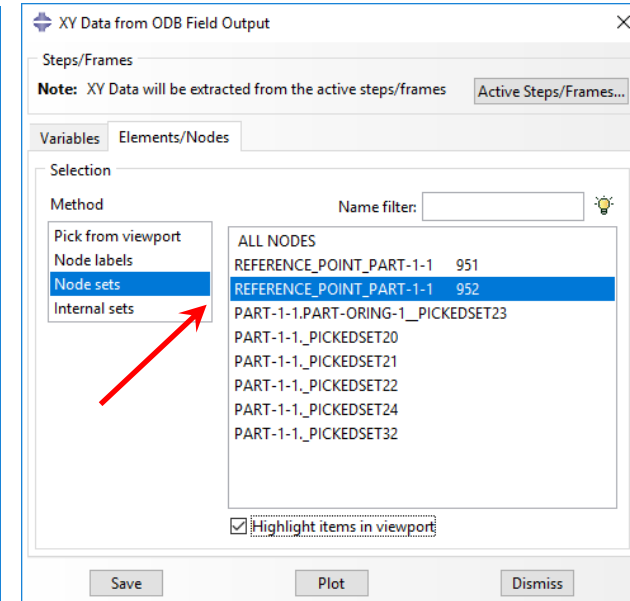 XY Data from ODB Field Output
Steps/Frames
Note: XY Data will be extracted from the active steps/frames
Active Steps/Frames...
Variables
Elements/Nodes
Selection
Method
Name filter:
Pick from viewport
Node labels
Node sets
Internal sets
ALL NODES
REFERENCE_POINT_PART-1-1 951
REFERENCE_POINT_PART-1-1 952
PART-1-1.PART-ORING-1__PICKEDSET23
PART-1-1._PICKEDSET20
PART-1-1._PICKEDSET21
PART-1-1._PICKEDSET22
PART-1-1._PICKEDSET24
PART-1-1._PICKEDSET32
Highlight items in viewport
Save
Plot
Dismiss